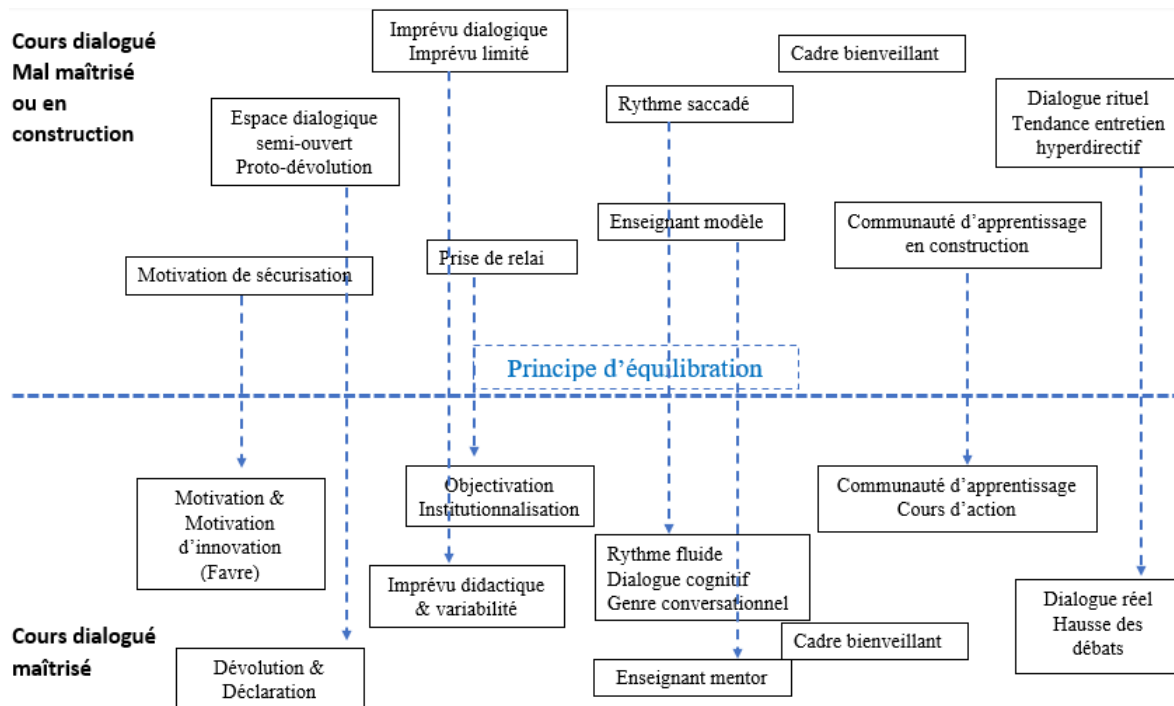 Cours dialogué
Mal maîtrisé
ou en
construction
Imprévu dialogique
Imprévu limité
Cadre bienveillant
Rythme saccadé
Dialogue rituel
Tendance entretien
hyperdirectif
Espace dialogique
semi-ouvert
Proto-dévolution
Enseignant modèle
Communauté d'apprentissage
en construction
Prise de relai
Motivation de sécurisation
Principe d'équilibration
Motivation &
Motivation
d'innovation
(Favre)
Objectivation
Institutionnalisation
Communauté d'apprentissage
Cours d'action
Rythme fluide
Dialogue cognitif
Genre conversationnel
Imprévu didactique
& variabilité
Dialogue réel
Hausse des
débats
Cours dialogué
maîtrisé
Cadre bienveillant
Dévolution &
Déclaration
Enseignant mentor